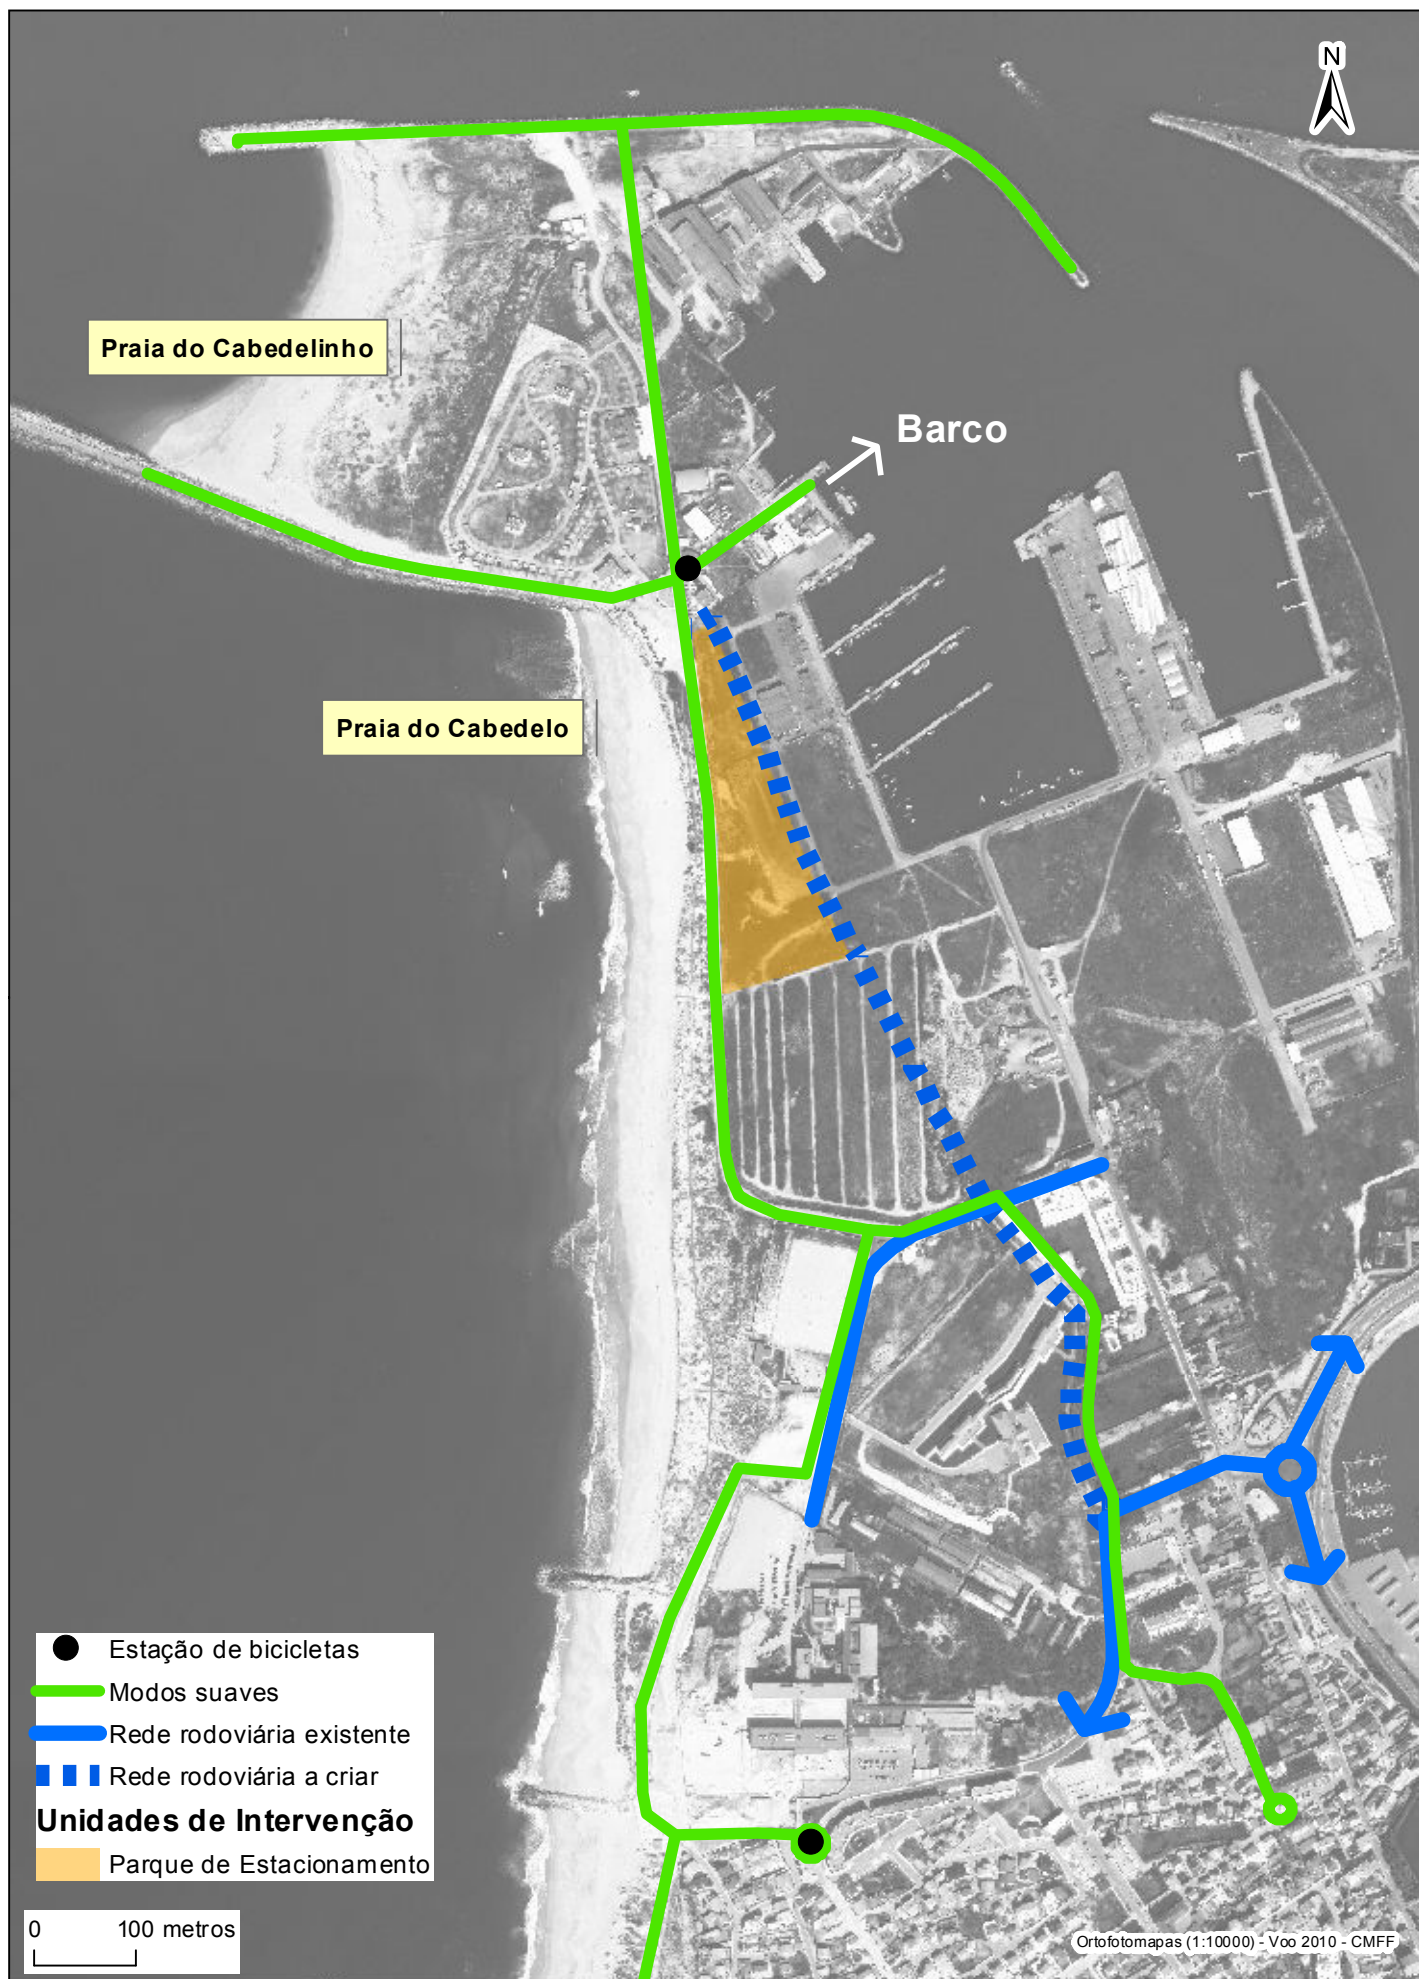 N
Praia do Cabedelinho
Barco
Praia do Cabedelo
Estação de bicicletas
Modos suaves
Rede rodoviária existente
Rede rodoviária a criar
Unidades de Intervenção
Parque de Estacionamento
0 100 metros
Ortofotomapas (1:10000) - Voo 2010 - CMFF